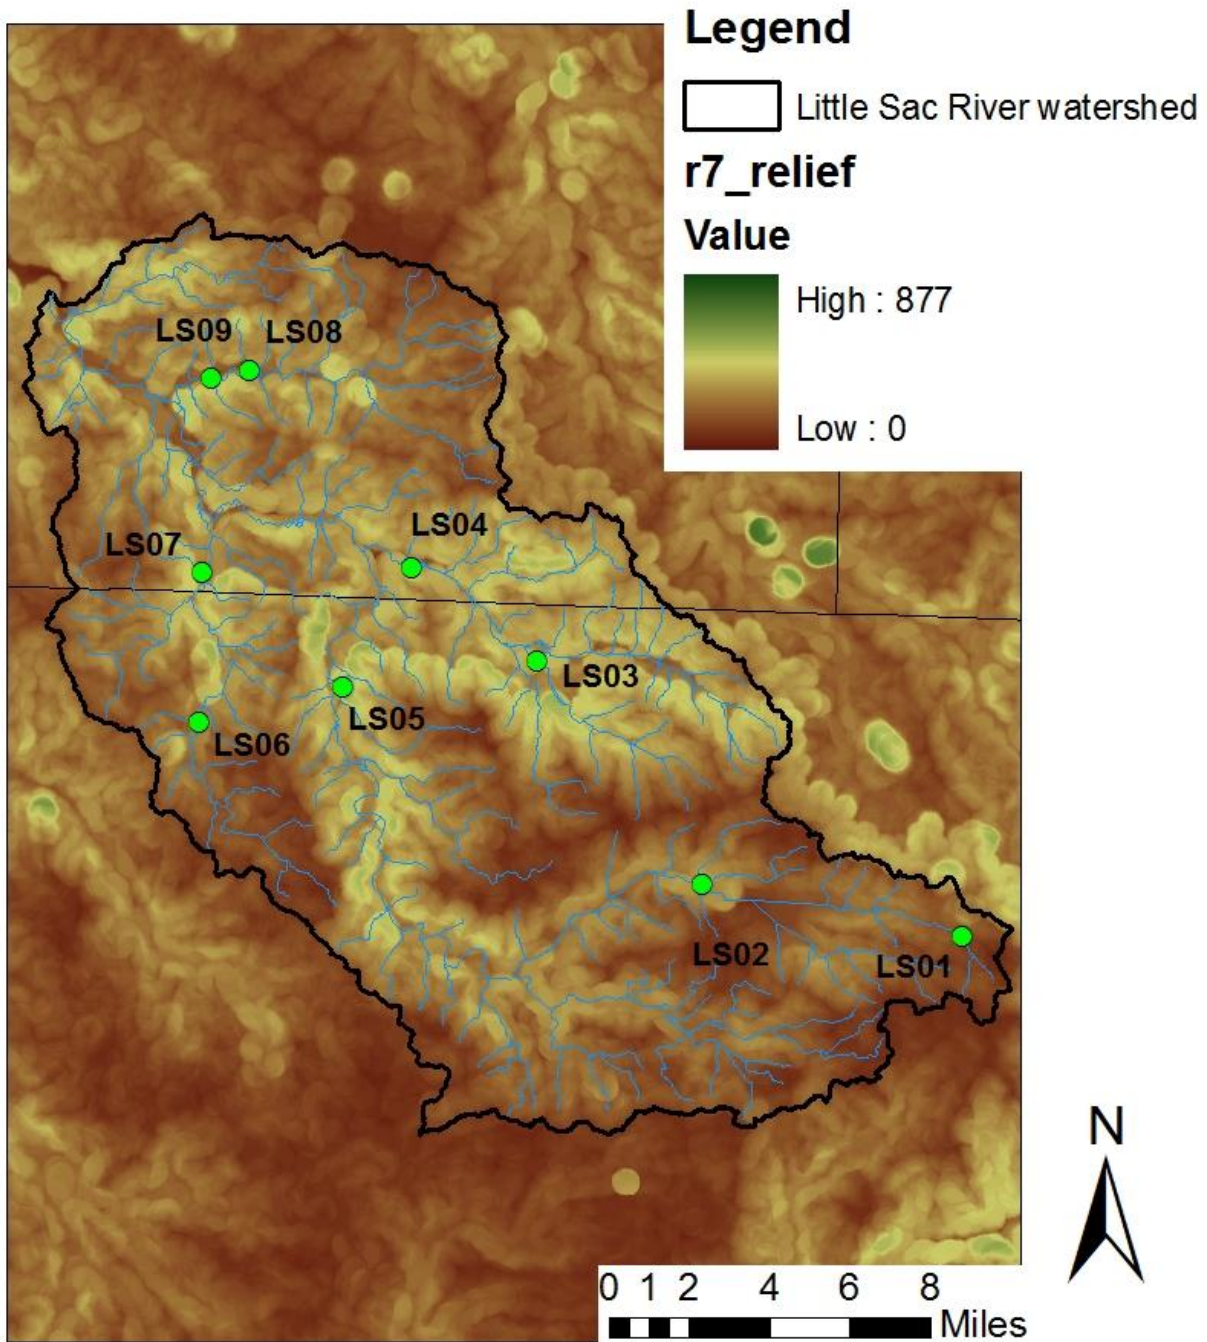 Legend
Little Sac River watershed
r7_relief
Value
High : 877
Low : 0
LS09
LS08
LS04
LS07
LS03
LS05
LS06
LS02
LS01
N
0 1 2 4 6 8
Miles